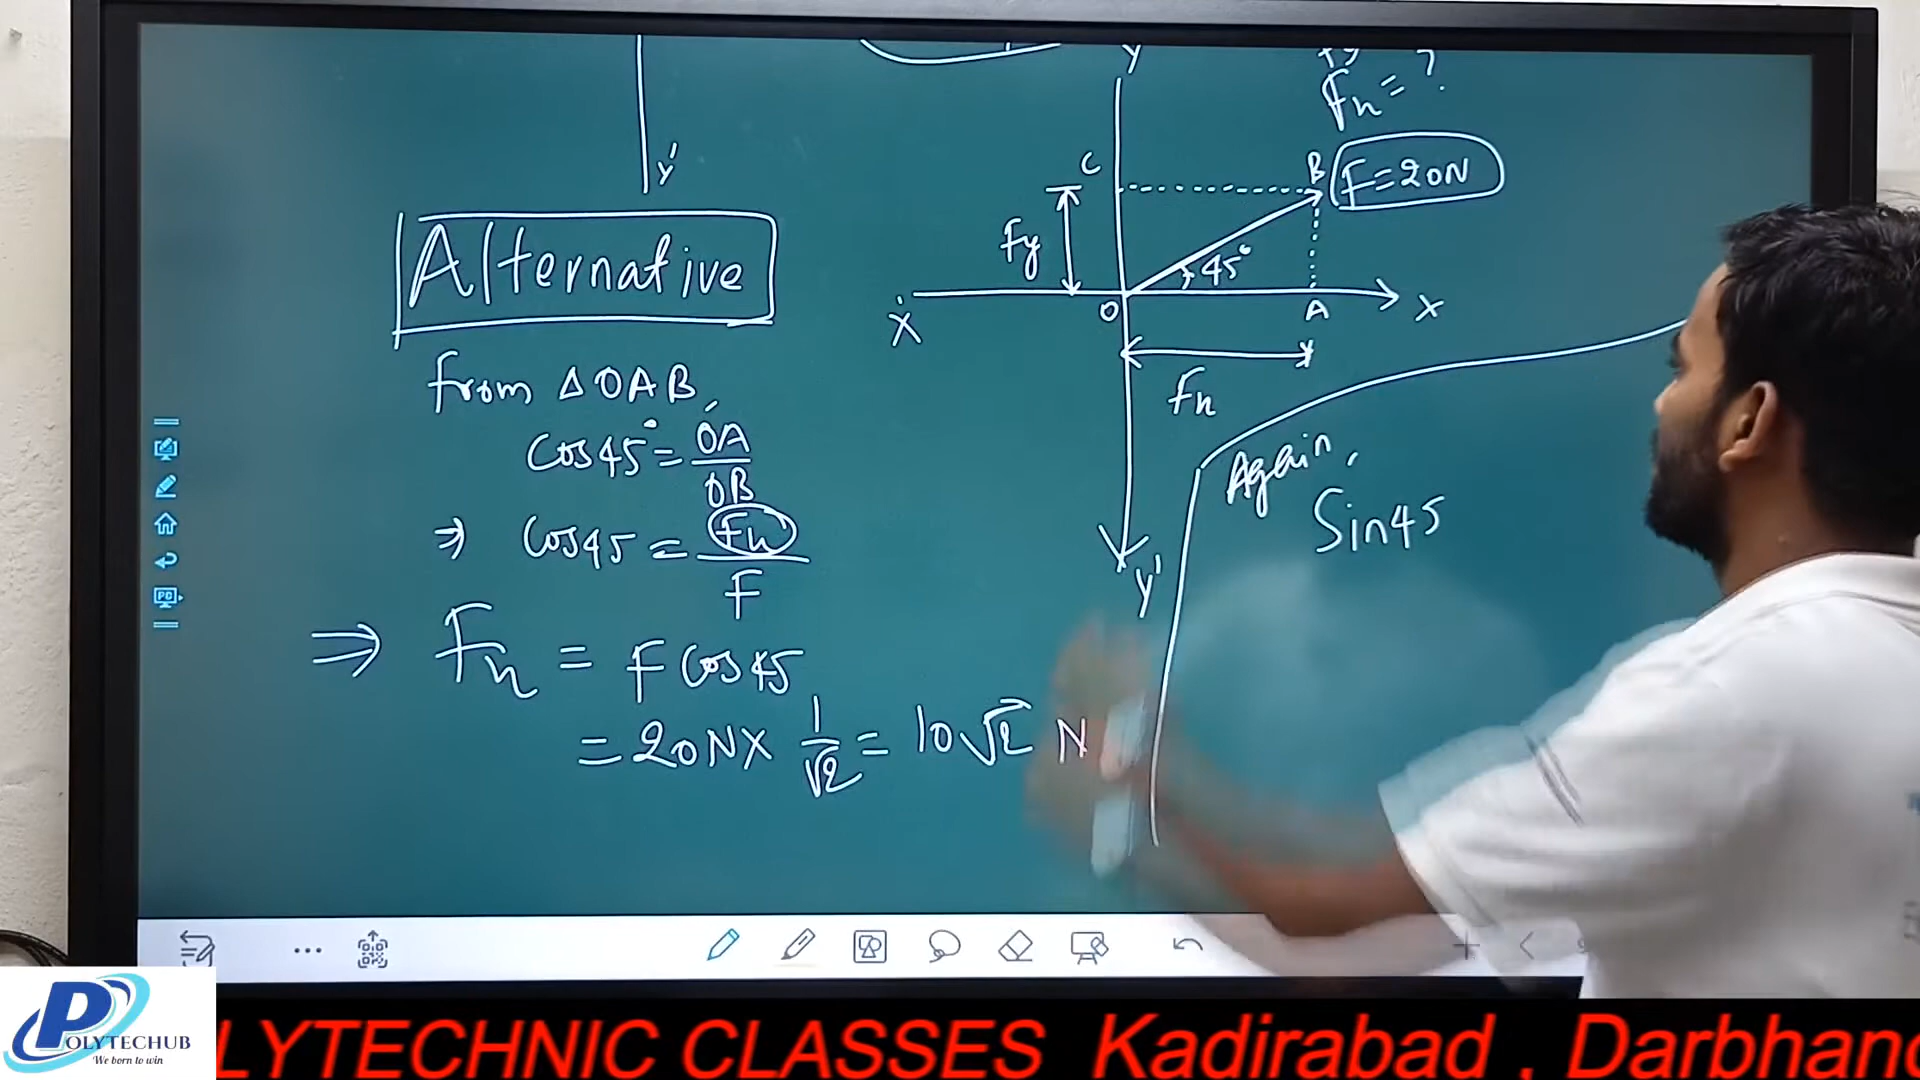 Y'
Y
Fx = ?
B
F=20N
C
Fy
45°
X'
O
A
X
Fx
Y'
Alternative
from ΔOAB,
Cos45° = OA/OB
⇒ Cos45 = Fx/F
⇒ Fx = F Cos45
= 20N X 1/√2 = 10√2 N
Again,
Sin45
POLYTECHUB
We born to win
LYTECHNIC CLASSES Kadirabad , Darbhan